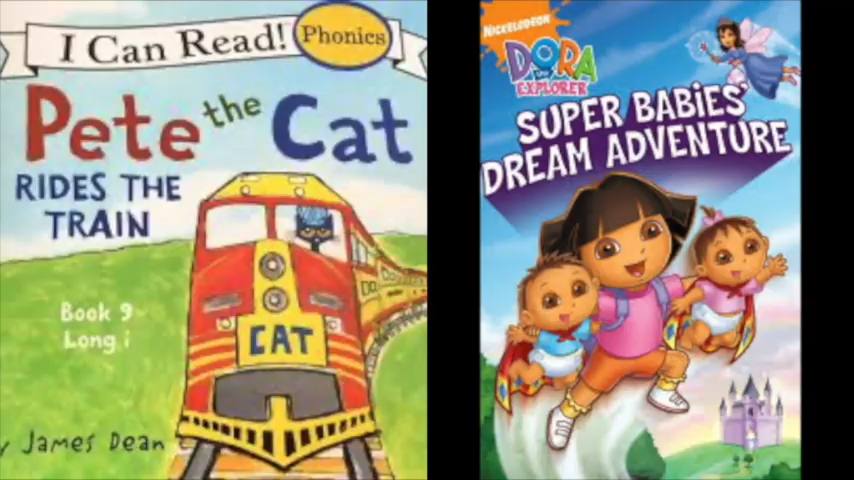 I Can Read!
Phonics
Pete the Cat
RIDES THE
TRAIN
Book 9
Long i
CAT
y James Dean
NICKELODEON
DORA
the
EXPLORER
SUPER BABIES'
DREAM ADVENTURE